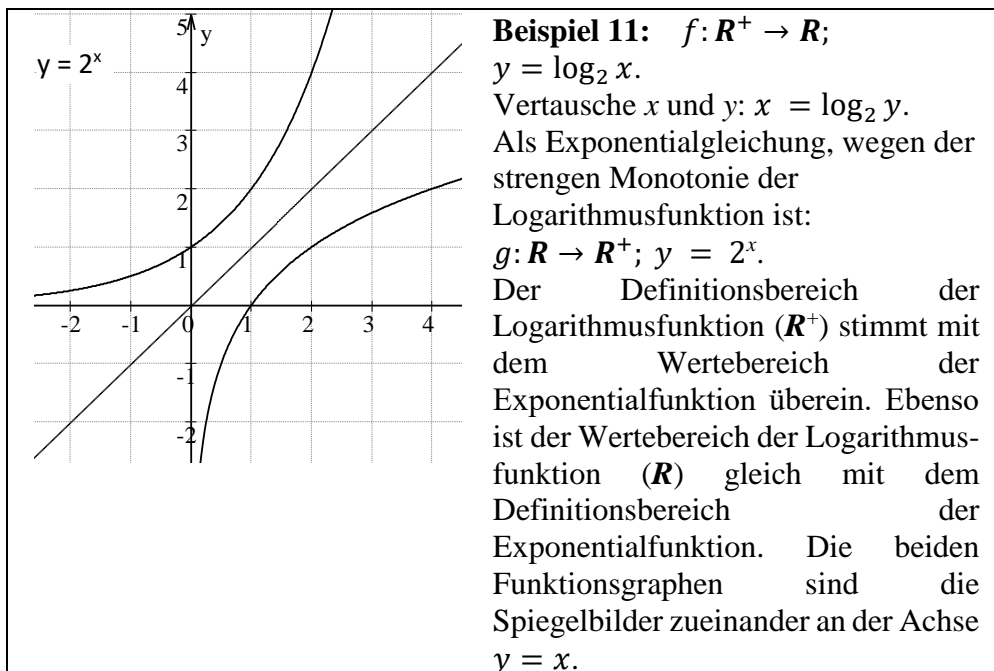 5
y
y = 2ˣ
4
3
2
1
-2 -1 0 1 2 3 4
-1
-2
Beispiel 11: f: R⁺ → R;
y = log₂ x.
Vertausche x und y: x = log₂ y.
Als Exponentialgleichung, wegen der
strengen Monotonie der
Logarithmusfunktion ist:
g: R → R⁺; y = 2ˣ.
Der Definitionsbereich der
Logarithmusfunktion (R⁺) stimmt mit
dem Wertebereich der
Exponentialfunktion überein. Ebenso
ist der Wertebereich der Logarithmus-
funktion (R) gleich mit dem
Definitionsbereich der
Exponentialfunktion. Die beiden
Funktionsgraphen sind die
Spiegelbilder zueinander an der Achse
y = x.